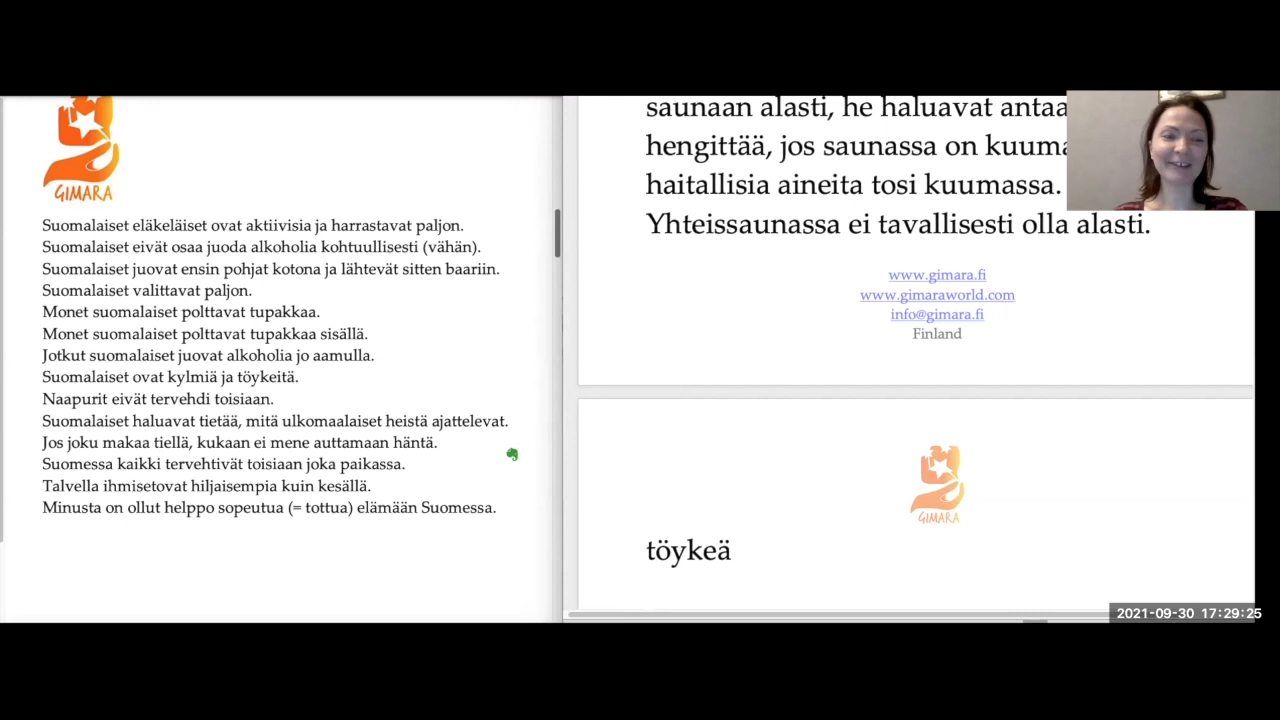 GIMARA
Suomalaiset eläkeläiset ovat aktiivisia ja harrastavat paljon.
Suomalaiset eivät osaa juoda alkoholia kohtuullisesti (vähän).
Suomalaiset juovat ensin pohjat kotona ja lähtevät sitten baariin.
Suomalaiset valittavat paljon.
Monet suomalaiset polttavat tupakkaa.
Monet suomalaiset polttavat tupakkaa sisällä.
Jotkut suomalaiset juovat alkoholia jo aamulla.
Suomalaiset ovat kylmiä ja töykeitä.
Naapurit eivät tervehdi toisiaan.
Suomalaiset haluavat tietää, mitä ulkomaalaiset heistä ajattelevat.
Jos joku makaa tiellä, kukaan ei mene auttamaan häntä.
Suomessa kaikki tervehtivät toisiaan joka paikassa.
Talvella ihmisetovat hiljaisempia kuin kesällä.
Minusta on ollut helppo sopeutua (= tottua) elämään Suomessa.
saunaan alasti, he haluavat antaa
hengittää, jos saunassa on kuuma
haitallisia aineita tosi kuumassa.
Yhteissaunassa ei tavallisesti olla alasti.
www.gimara.fi
www.gimaraworld.com
info@gimara.fi
Finland
GIMARA
töykeä
2021-09-30 17:29:25